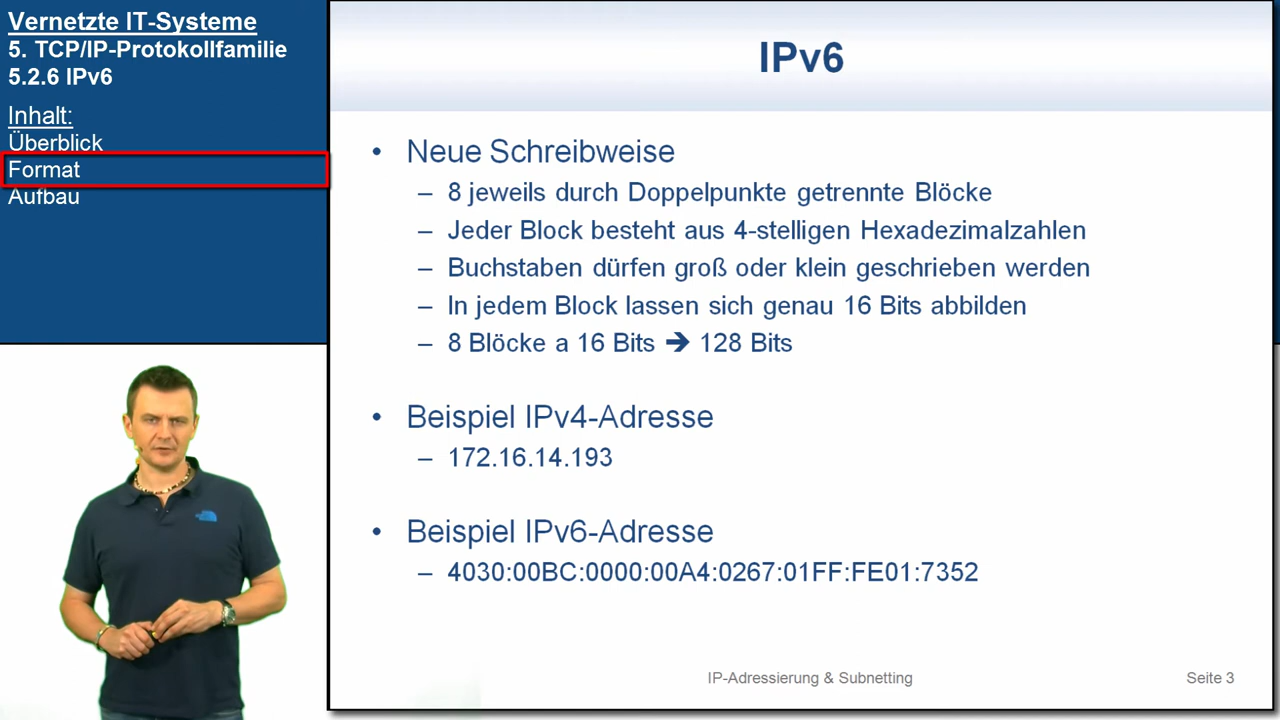 Vernetzte IT-Systeme
5. TCP/IP-Protokollfamilie
5.2.6 IPv6
Inhalt:
Überblick
Format
Aufbau
IPv6
• Neue Schreibweise
– 8 jeweils durch Doppelpunkte getrennte Blöcke
– Jeder Block besteht aus 4-stelligen Hexadezimalzahlen
– Buchstaben dürfen groß oder klein geschrieben werden
– In jedem Block lassen sich genau 16 Bits abbilden
– 8 Blöcke a 16 Bits ➔ 128 Bits
• Beispiel IPv4-Adresse
– 172.16.14.193
• Beispiel IPv6-Adresse
– 4030:00BC:0000:00A4:0267:01FF:FE01:7352
IP-Adressierung & Subnetting
Seite 3